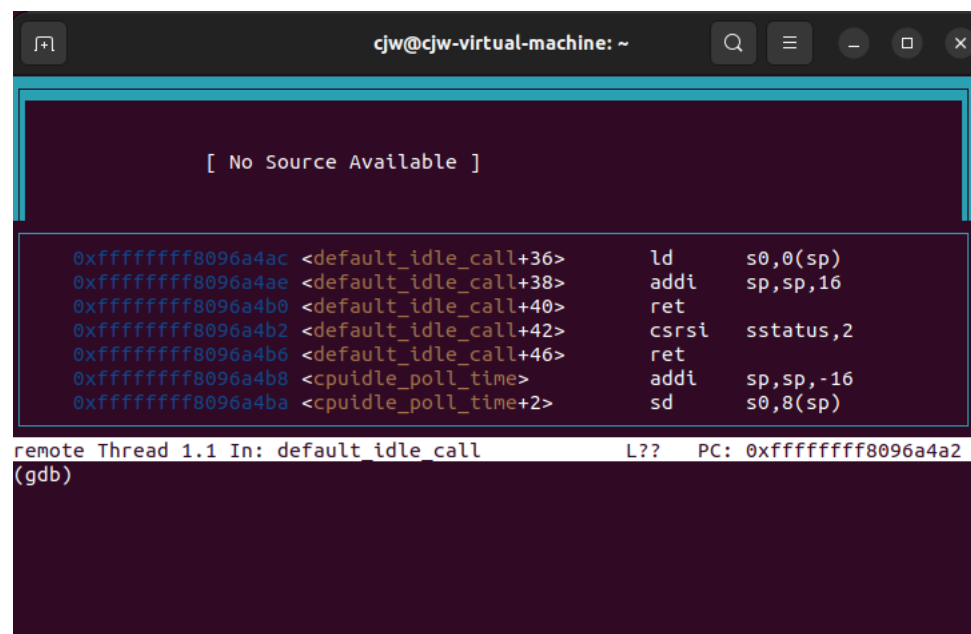 cjw@cjw-virtual-machine: ~
[ No Source Available ]
0xffffffff8096a4ac <default_idle_call+36> ld s0,0(sp)
0xffffffff8096a4ae <default_idle_call+38> addi sp,sp,16
0xffffffff8096a4b0 <default_idle_call+40> ret
0xffffffff8096a4b2 <default_idle_call+42> csrsi sstatus,2
0xffffffff8096a4b6 <default_idle_call+46> ret
0xffffffff8096a4b8 <cpuidle_poll_time> addi sp,sp,-16
0xffffffff8096a4ba <cpuidle_poll_time+2> sd s0,8(sp)
remote Thread 1.1 In: default_idle_call L?? PC: 0xffffffff8096a4a2
(gdb)